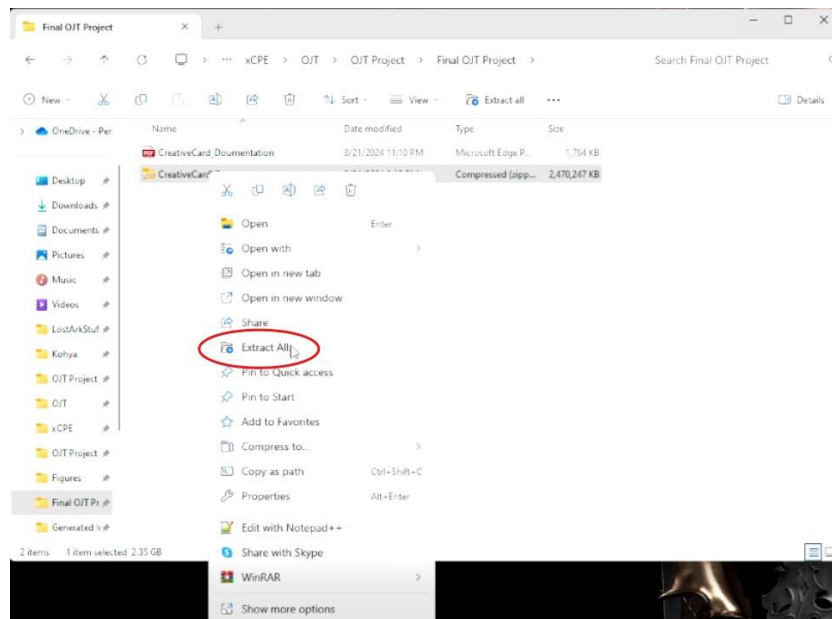 Final OJT Project
xCPE > OJT > OJT Project > Final OJT Project >
Search Final OJT Project
New
Sort
View
Extract all
Details
OneDrive - Per
Name
Date modified
Type
Size
CreativeCard_Doumentation
8/21/2024 11:10 PM
Microsoft Edge P...
1,764 KB
Compressed (zipp...
2,470,247 KB
Desktop
Downloads
Documents
Pictures
Music
Videos
LostArkStuf
Kohya
OJT Project
OJT
xCPE
OJT Project
Figures
Final OJT Pr
Generated
Open
Enter
Open with
Open in new tab
Open in new window
Share
Extract All
Pin to Quick access
Pin to Start
Add to Favorites
Compress to...
Copy as path
Ctrl+Shift+C
Properties
Alt+Enter
Edit with Notepad++
Share with Skype
WinRAR
Show more options
2 items
1 item selected 2.35 GB